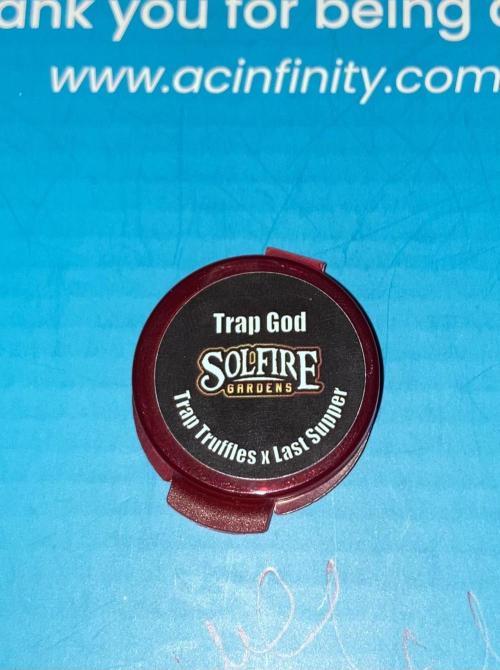 ank you for being
www.acinfinity.com
Trap God
SOLFIRE
GARDENS
Trap Truffles x Last Supper